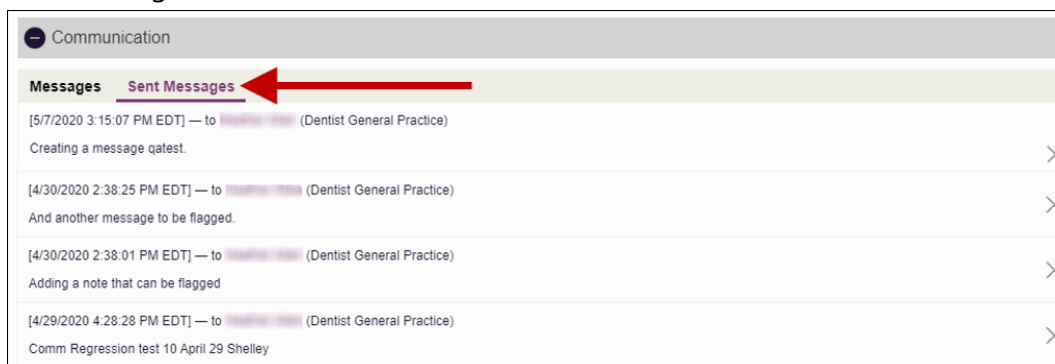 Communication
Messages Sent Messages
[5/7/2020 3:15:07 PM EDT] — to (Dentist General Practice)
Creating a message qatest.
[4/30/2020 2:38:25 PM EDT] — to (Dentist General Practice)
And another message to be flagged.
[4/30/2020 2:38:01 PM EDT] — to (Dentist General Practice)
Adding a note that can be flagged
[4/29/2020 4:28:28 PM EDT] — to (Dentist General Practice)
Comm Regression test 10 April 29 Shelley